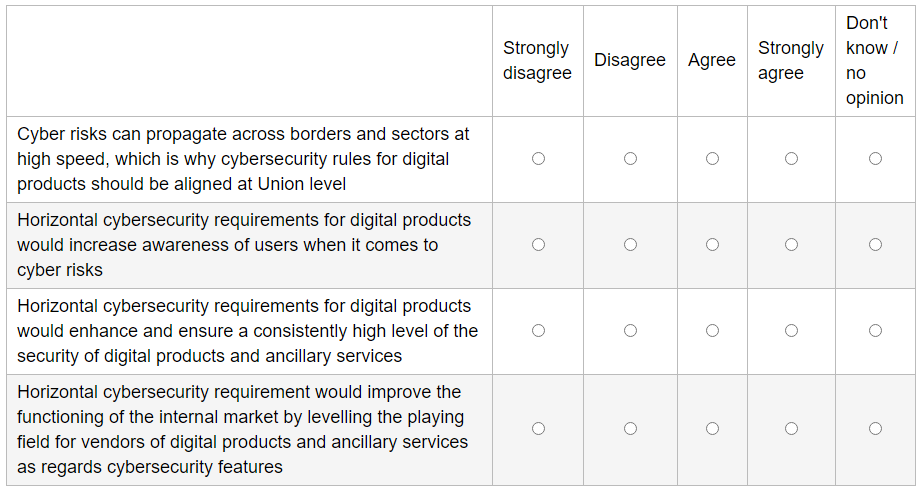 Strongly disagree
Disagree
Agree
Strongly agree
Don't know / no opinion
Cyber risks can propagate across borders and sectors at
high speed, which is why cybersecurity rules for digital
products should be aligned at Union level
Horizontal cybersecurity requirements for digital products
would increase awareness of users when it comes to
cyber risks
Horizontal cybersecurity requirements for digital products
would enhance and ensure a consistently high level of the
security of digital products and ancillary services
Horizontal cybersecurity requirement would improve the
functioning of the internal market by levelling the playing
field for vendors of digital products and ancillary services
as regards cybersecurity features